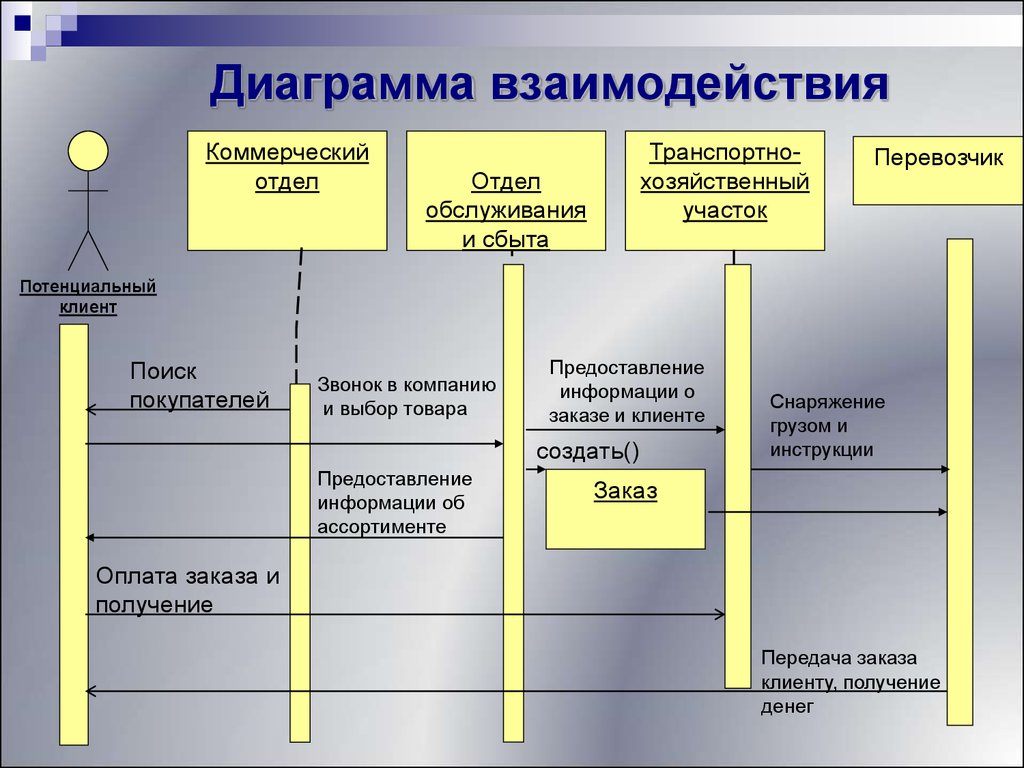 Диаграмма взаимодействия
Коммерческий
отдел
Отдел
обслуживания
и сбыта
Транспортно-
хозяйственный
участок
Перевозчик
Потенциальный
клиент
Поиск
покупателей
Звонок в компанию
и выбор товара
Предоставление
информации о
заказе и клиенте
Снаряжение
грузом и
инструкции
создать()
Предоставление
информации об
ассортименте
Заказ
Оплата заказа и
получение
Передача заказа
клиенту, получение
денег